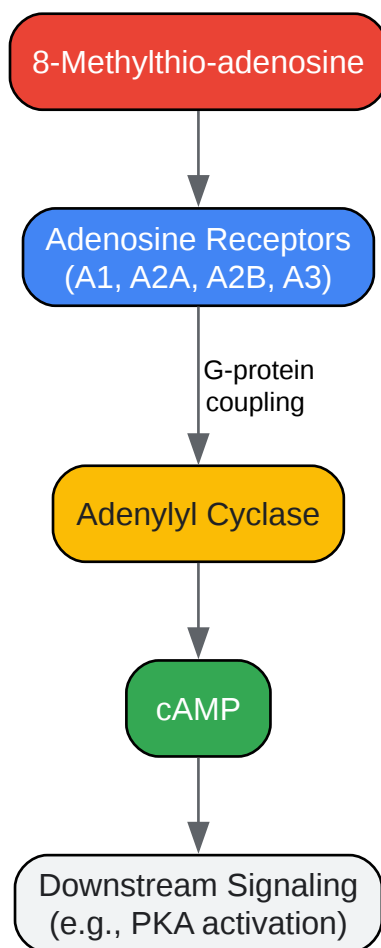 8-Methylthio-adenosine
Adenosine Receptors
(A1, A2A, A2B, A3)
G-protein
coupling
Adenylyl Cyclase
cAMP
Downstream Signaling
(e.g., PKA activation)